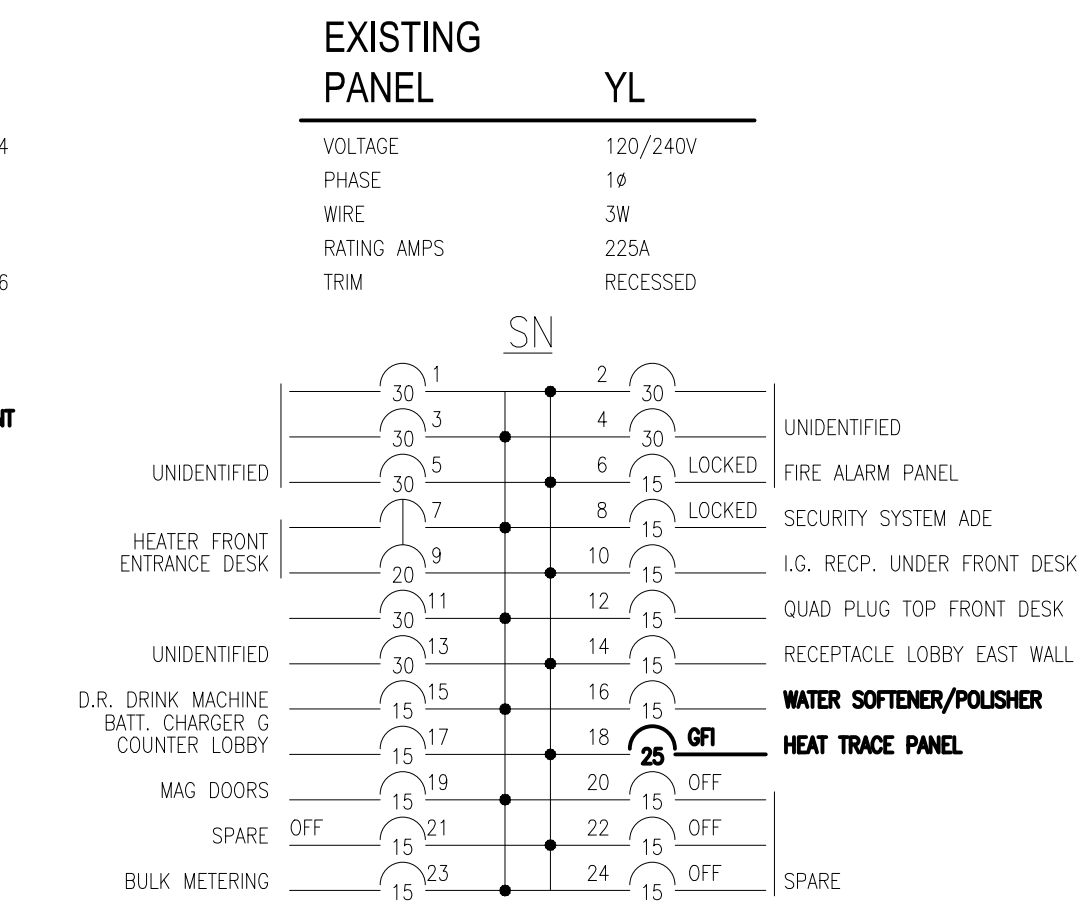 EXISTING
PANEL YL
VOLTAGE 120/240V
PHASE 1ø
WIRE 3W
RATING AMPS 225A
TRIM RECESSED
4
6
NT
SN
30 1 2 30
30 3 4 30 UNIDENTIFIED
UNIDENTIFIED 30 5 6 15 LOCKED FIRE ALARM PANEL
7 8 15 LOCKED SECURITY SYSTEM ADE
HEATER FRONT
ENTRANCE DESK 20 9 10 15 I.G. RECP. UNDER FRONT DESK
30 11 12 15 QUAD PLUG TOP FRONT DESK
UNIDENTIFIED 30 13 14 15 RECEPTACLE LOBBY EAST WALL
D.R. DRINK MACHINE 15 15 16 15 WATER SOFTENER/POLISHER
BATT. CHARGER G
COUNTER LOBBY 15 17 18 25 GFI HEAT TRACE PANEL
MAG DOORS 15 19 20 15 OFF
SPARE OFF 15 21 22 15 OFF
BULK METERING 15 23 24 15 OFF SPARE